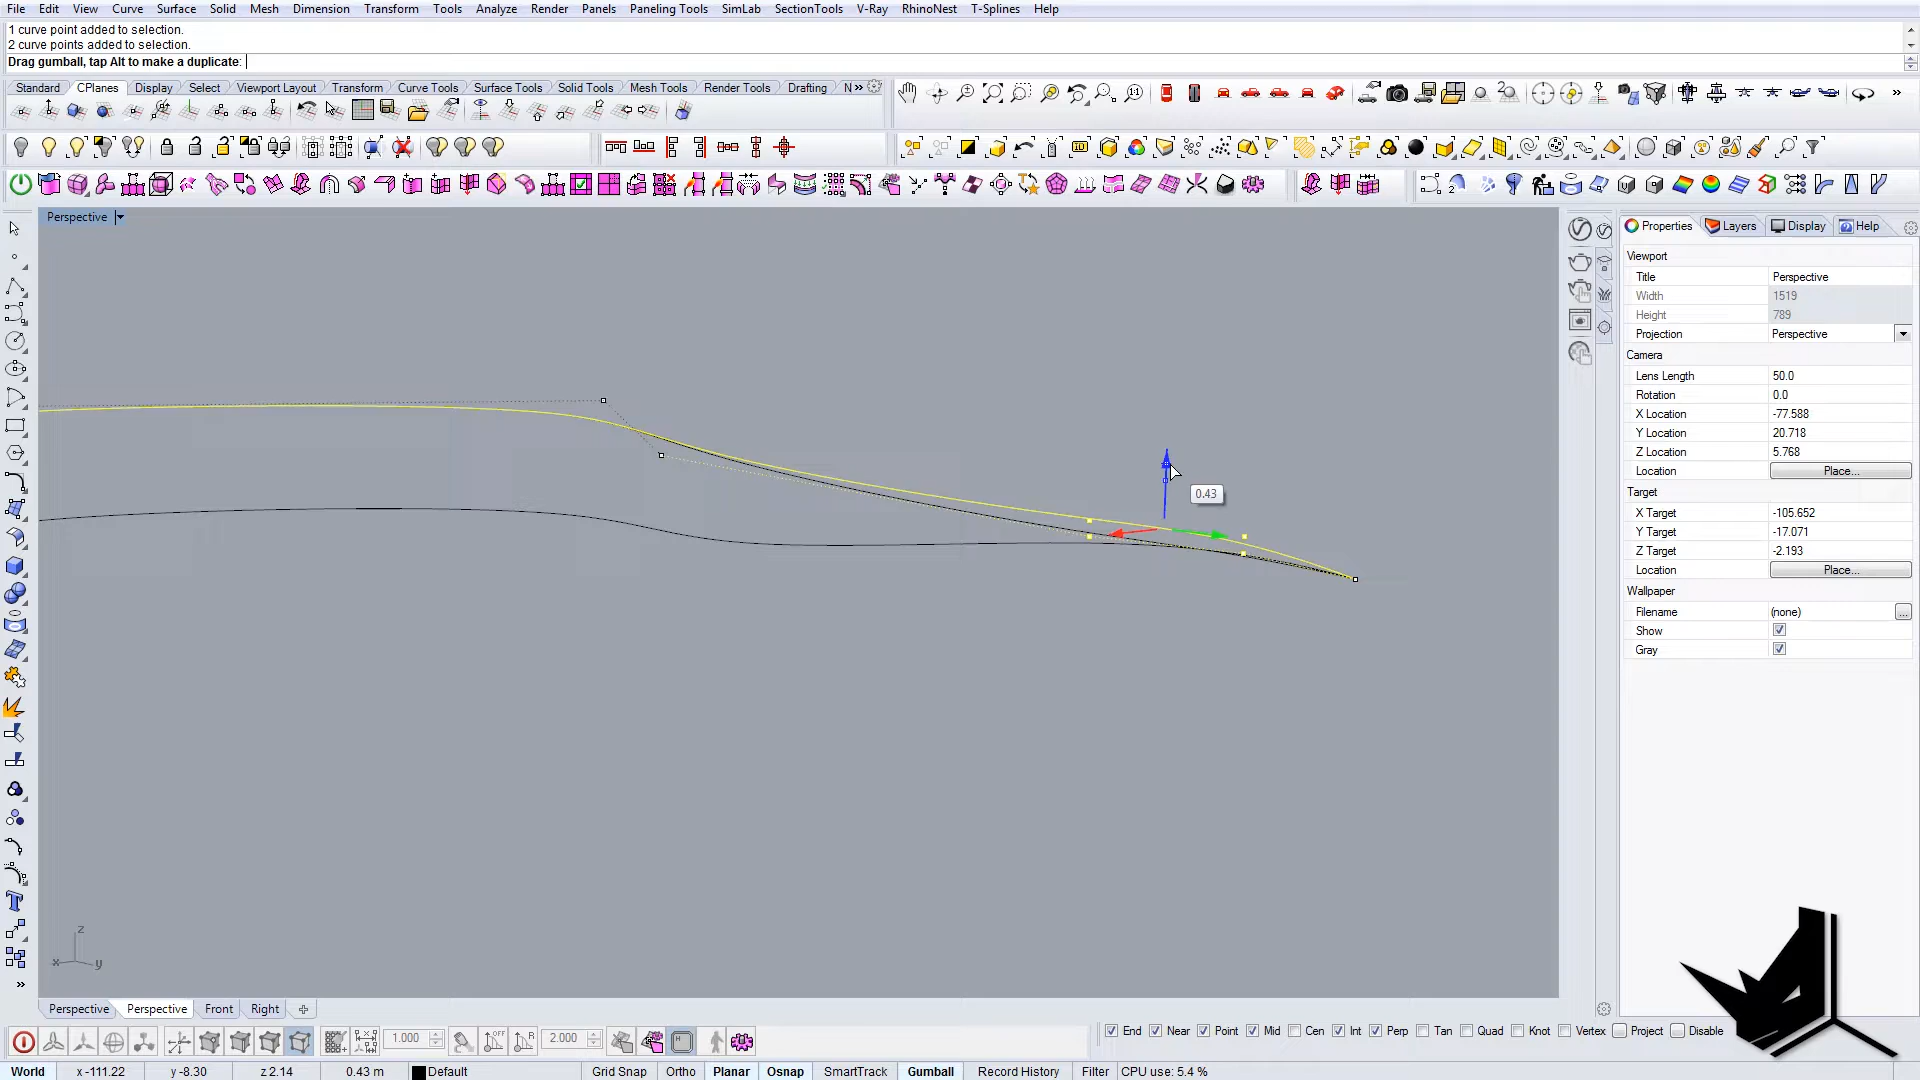 File Edit View Curve Surface Solid Mesh Dimension Transform Tools Analyze Render Panels Paneling Tools SimLab SectionTools V-Ray RhinoNest T-Splines Help
1 curve point added to selection.
2 curve points added to selection.
Drag gumball, tap Alt to make a duplicate:
Standard CPlanes Display Select Viewport Layout Transform Curve Tools Surface Tools Solid Tools Mesh Tools Render Tools Drafting N »
Perspective
Properties Layers Display Help
Viewport
Title Perspective
Width 1519
Height 789
Projection Perspective
Camera
Lens Length 50.0
Rotation 0.0
X Location -77.588
Y Location 20.718
Z Location 5.768
Location Place...
Target
X Target -105.652
Y Target -17.071
Z Target -2.193
Location Place...
Wallpaper
Filename (none) ...
Show
Gray
0.43
z
x y
Perspective Perspective Front Right
1.000 2.000
End Near Point Mid Cen Int Perp Tan Quad Knot Vertex Project Disable
World x -111.22 y -8.30 z 2.14 0.43 m Default Grid Snap Ortho Planar Osnap SmartTrack Gumball Record History Filter CPU use: 5.4 %